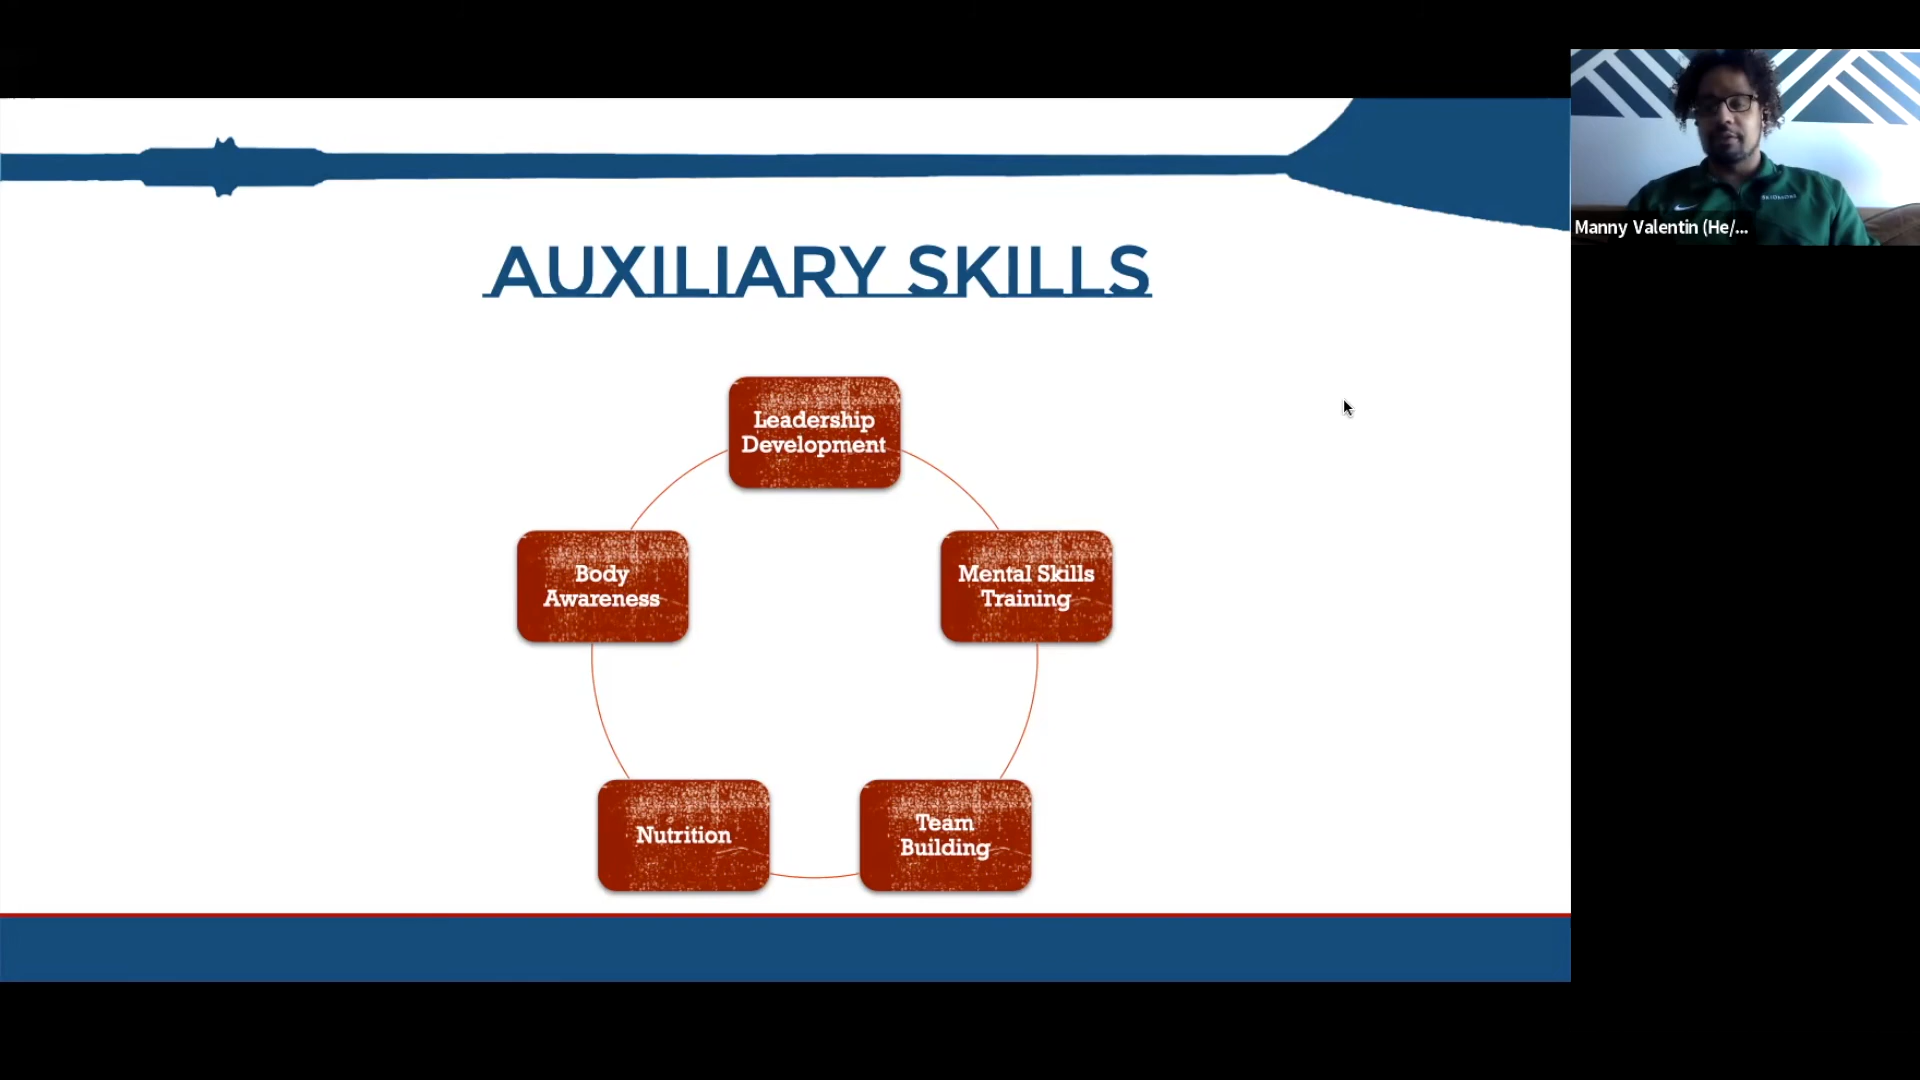 AUXILIARY SKILLS
Leadership
Development
Body
Awareness
Mental Skills
Training
Nutrition
Team
Building
Manny Valentin (He/...